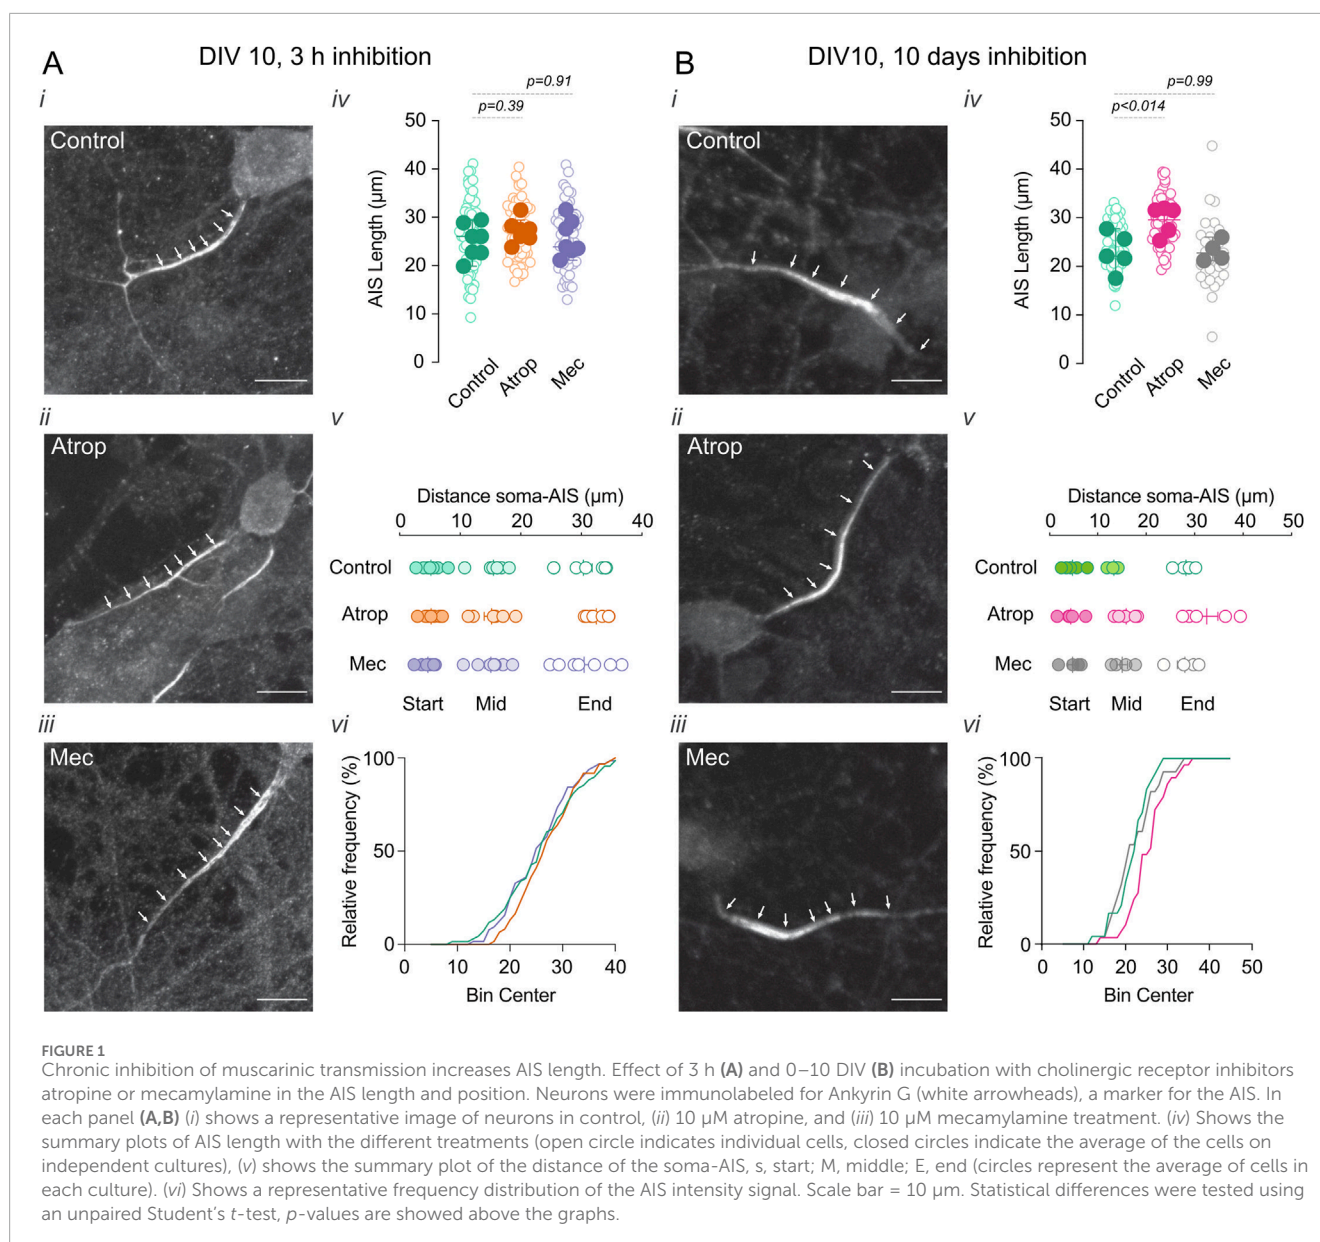 A
DIV 10, 3 h inhibition
i
Control
iv
p=0.91
p=0.39
AIS Length (µm)
50
40
30
20
10
0
Control
Atrop
Mec
ii
Atrop
v
Distance soma-AIS (µm)
0 10 20 30 40
Control
Atrop
Mec
Start Mid End
iii
Mec
vi
Relative frequency (%)
100
50
0
0 10 20 30 40
Bin Center
B
DIV10, 10 days inhibition
i
Control
iv
p=0.99
p<0.014
AIS Length (µm)
50
40
30
20
10
0
Control
Atrop
Mec
ii
Atrop
v
Distance soma-AIS (µm)
0 10 20 30 40 50
Control
Atrop
Mec
Start Mid End
iii
Mec
vi
Relative frequency (%)
100
50
0
0 10 20 30 40 50
Bin Center
FIGURE 1
Chronic inhibition of muscarinic transmission increases AIS length. Effect of 3 h (A) and 0–10 DIV (B) incubation with cholinergic receptor inhibitors
atropine or mecamylamine in the AIS length and position. Neurons were immunolabeled for Ankyrin G (white arrowheads), a marker for the AIS. In
each panel (A,B) (i) shows a representative image of neurons in control, (ii) 10 µM atropine, and (iii) 10 µM mecamylamine treatment. (iv) Shows the
summary plots of AIS length with the different treatments (open circle indicates individual cells, closed circles indicate the average of the cells on
independent cultures), (v) shows the summary plot of the distance of the soma-AIS, s, start; M, middle; E, end (circles represent the average of cells in
each culture). (vi) Shows a representative frequency distribution of the AIS intensity signal. Scale bar = 10 µm. Statistical differences were tested using
an unpaired Student’s t-test, p-values are showed above the graphs.